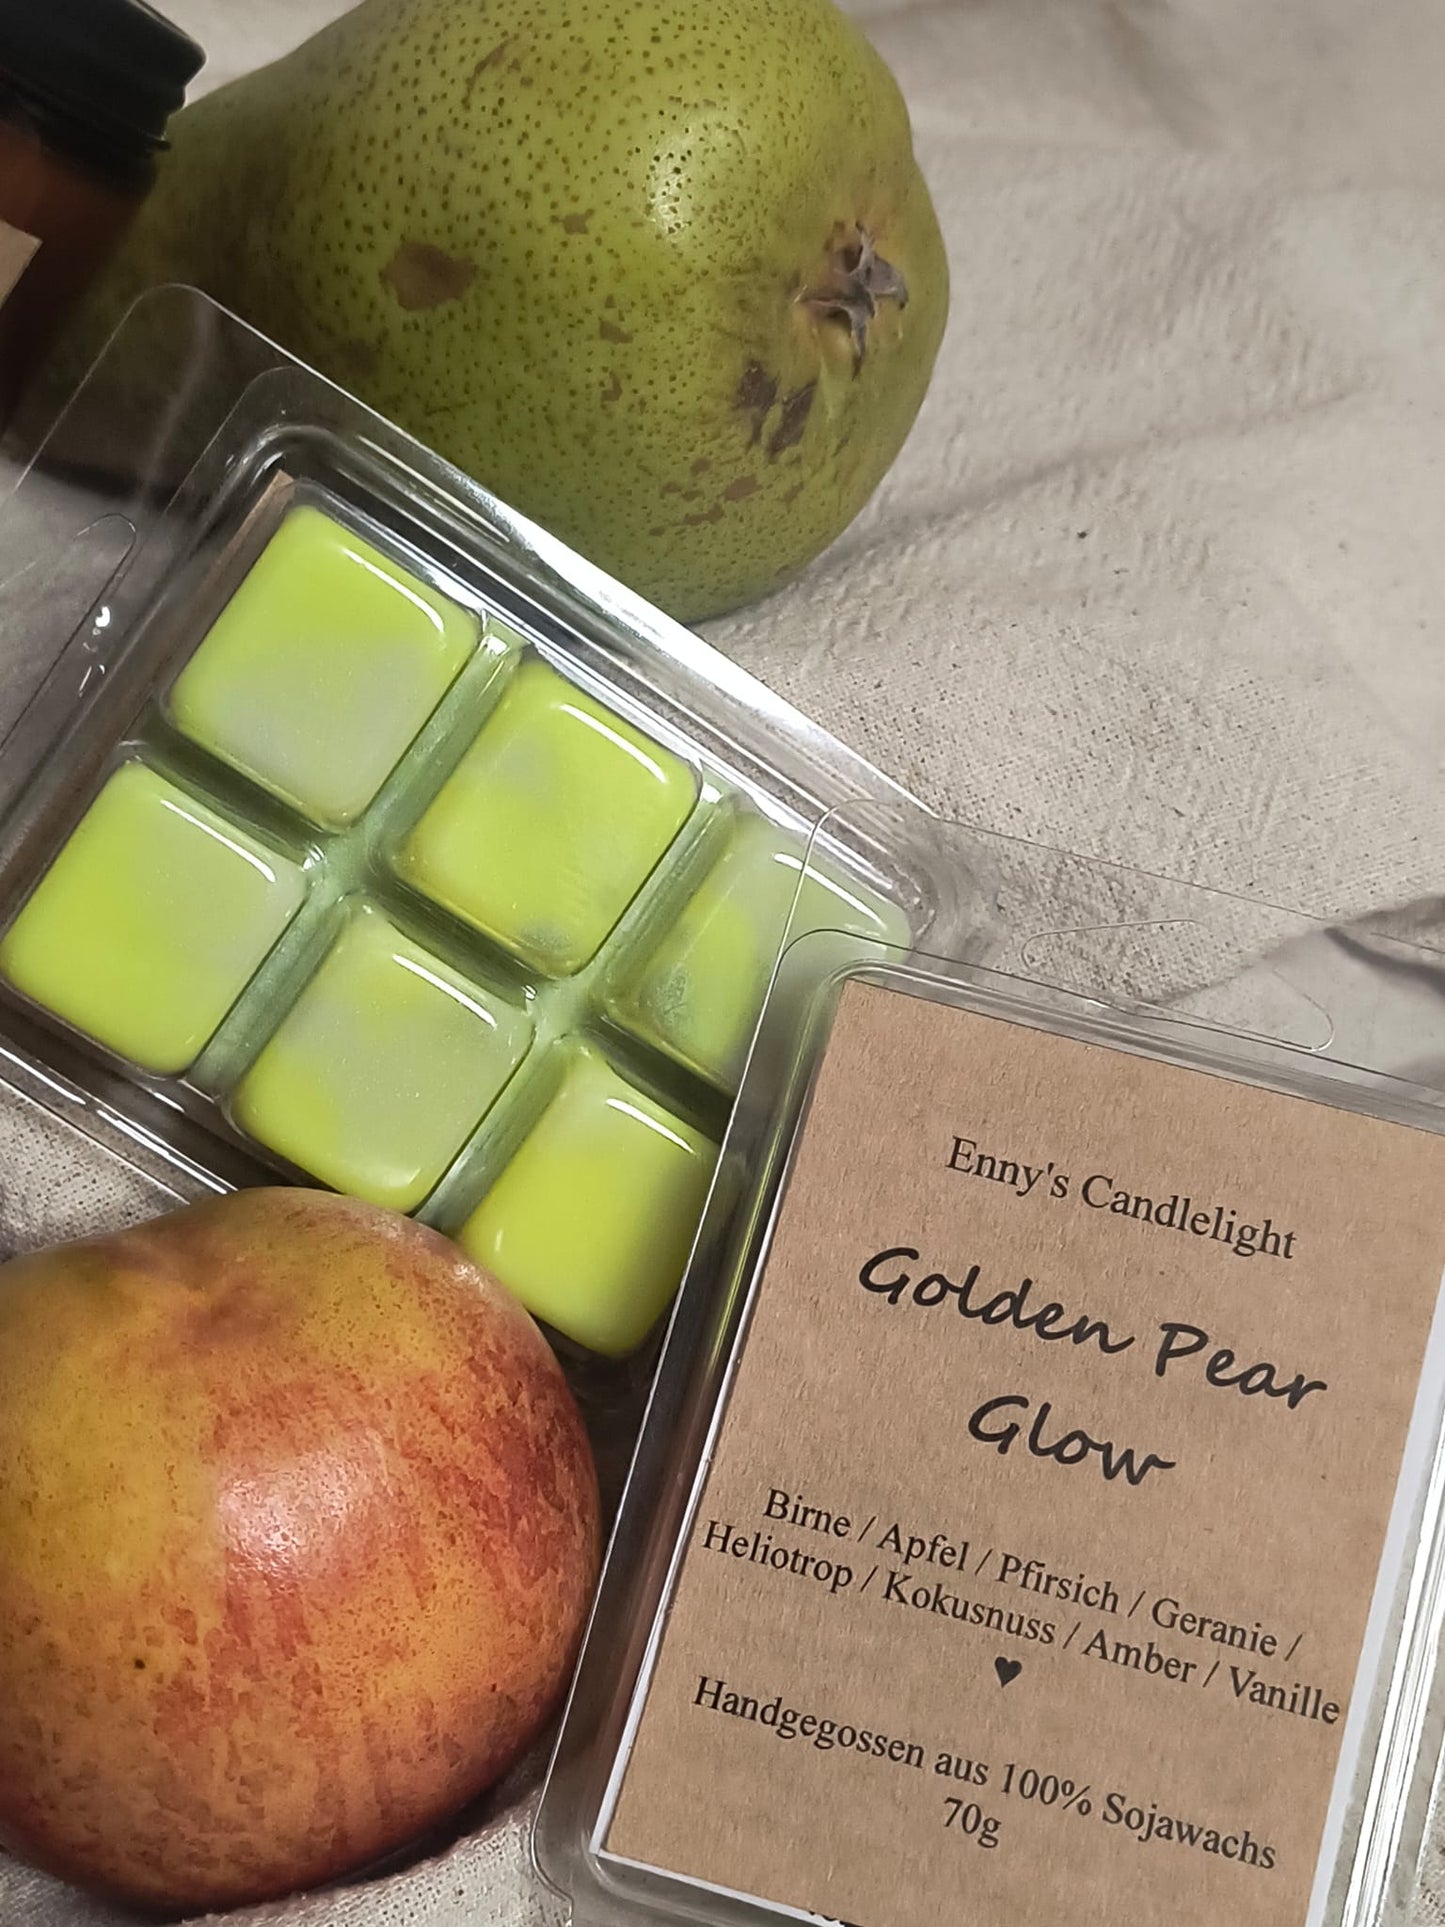 Enny's Candlelight
Golden Pear
Glow
Birne / Apfel / Pfirsich / Geranie /
Heliotrop / Kokusnuss / Amber / Vanille
♥
Handgegossen aus 100% Sojawachs
70g